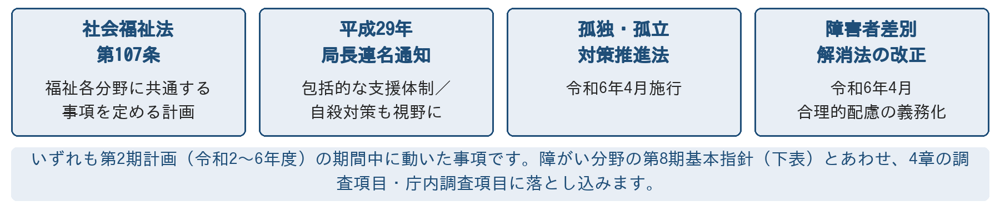 社会福祉法
第107条
福祉各分野に共通する
事項を定める計画
平成29年
局長連名通知
包括的な支援体制／
自殺対策も視野に
孤独・孤立
対策推進法
令和6年4月施行
障害者差別
解消法の改正
令和6年4月
合理的配慮の義務化
いずれも第2期計画（令和2～6年度）の期間中に動いた事項です。障がい分野の第8期基本指針（下表）とあわせ、4章の調
査項目・庁内調査項目に落とし込みます。